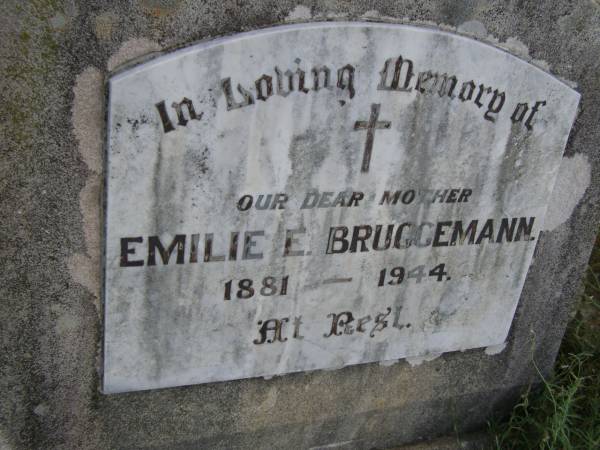 In Loving Memory of
OUR DEAR MOTHER
EMILIE E. BRUGGEMANN.
1881 — 1944.
At Rest.